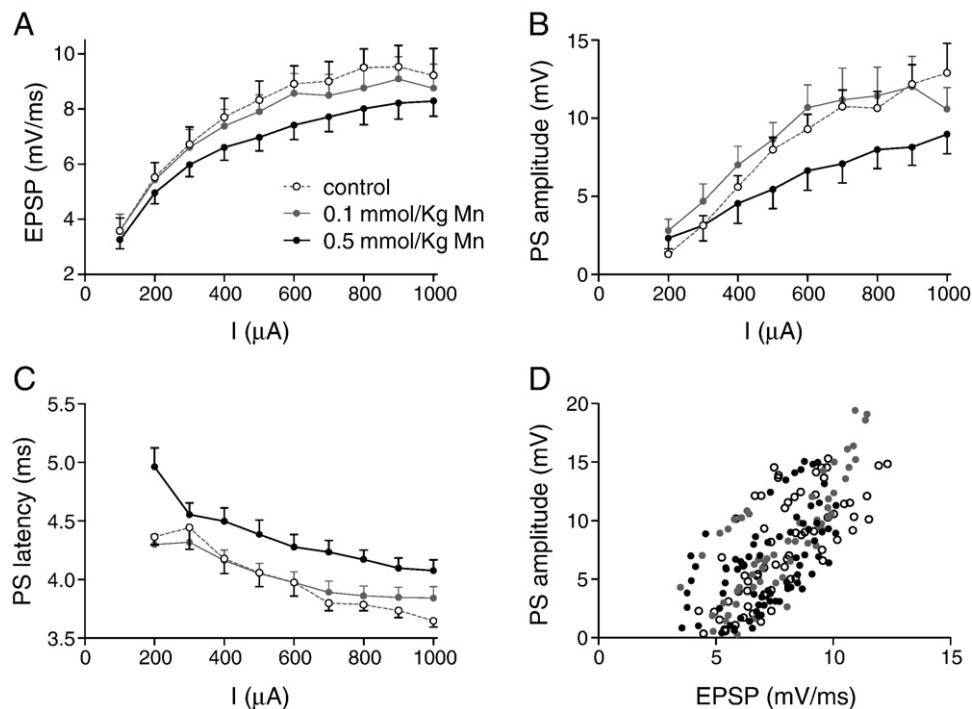 A
EPSP (mV/ms)
10
8
6
4
2
0 200 400 600 800 1000
I (μA)
control
0.1 mmol/Kg Mn
0.5 mmol/Kg Mn
B
PS amplitude (mV)
15
10
5
0
0 200 400 600 800 1000
I (μA)
C
PS latency (ms)
5.5
5.0
4.5
4.0
3.5
0 200 400 600 800 1000
I (μA)
D
PS amplitude (mV)
20
15
10
5
0
0 5 10 15
EPSP (mV/ms)